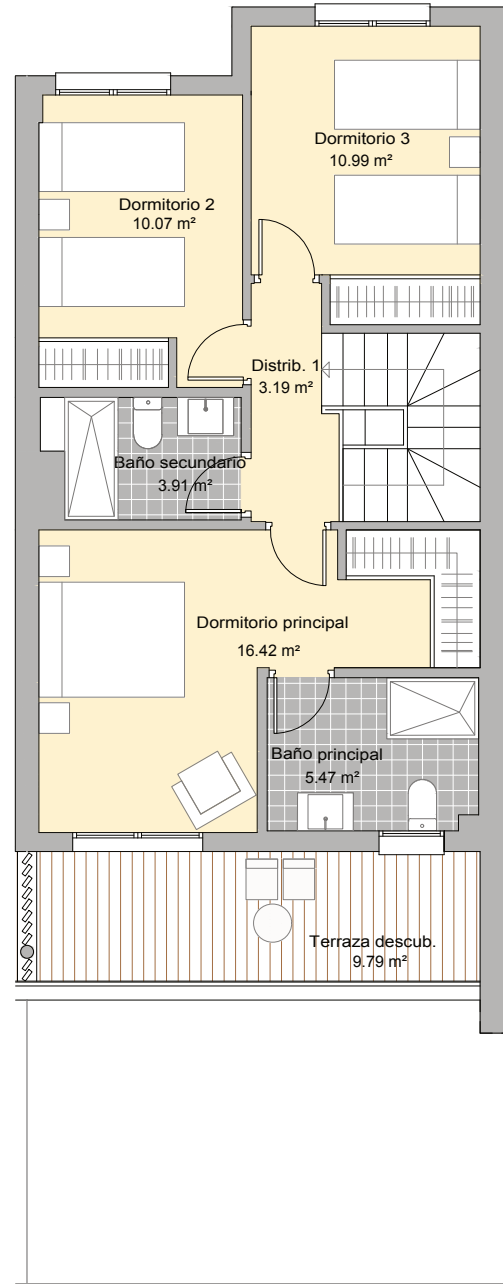 Dormitorio 3
10.99 m²
Dormitorio 2
10.07 m²
Distrib. 1
3.19 m²
Baño secundario
3.91 m²
Dormitorio principal
16.42 m²
Baño principal
5.47 m²
Terraza descub.
9.79 m²